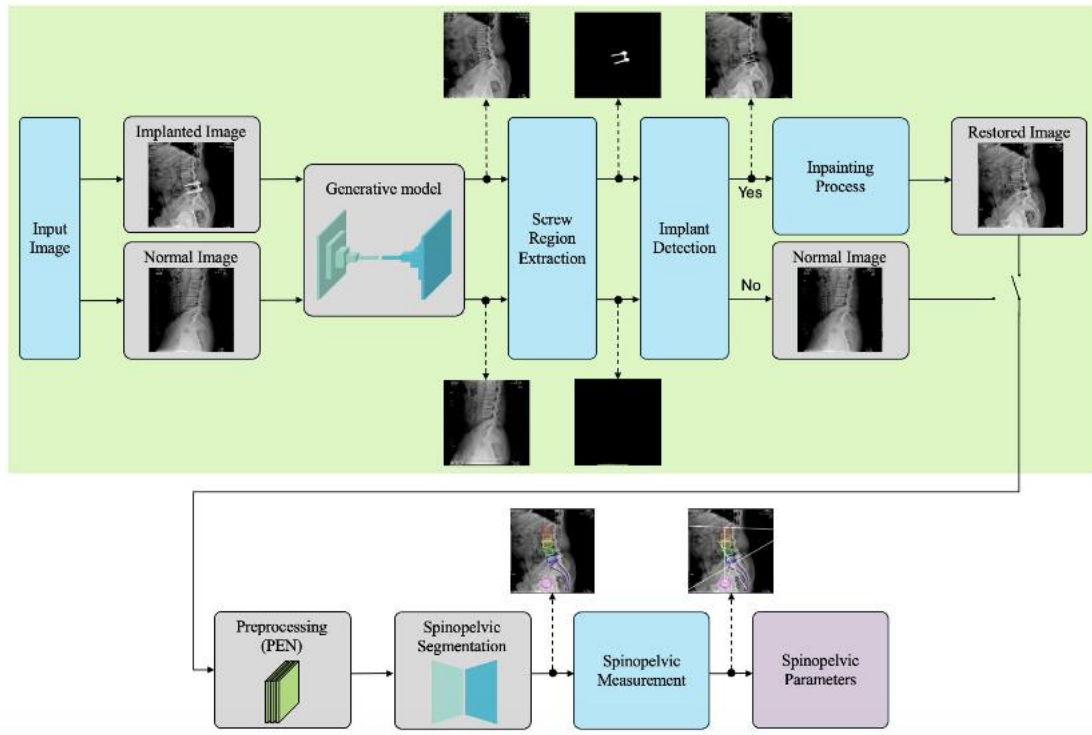 Input
Image
Implanted Image
Normal Image
Generative model
Screw
Region
Extraction
Implant
Detection
Yes
No
Inpainting
Process
Normal Image
Restored Image
Preprocessing
(PEN)
Spinopelvic
Segmentation
Spinopelvic
Measurement
Spinopelvic
Parameters